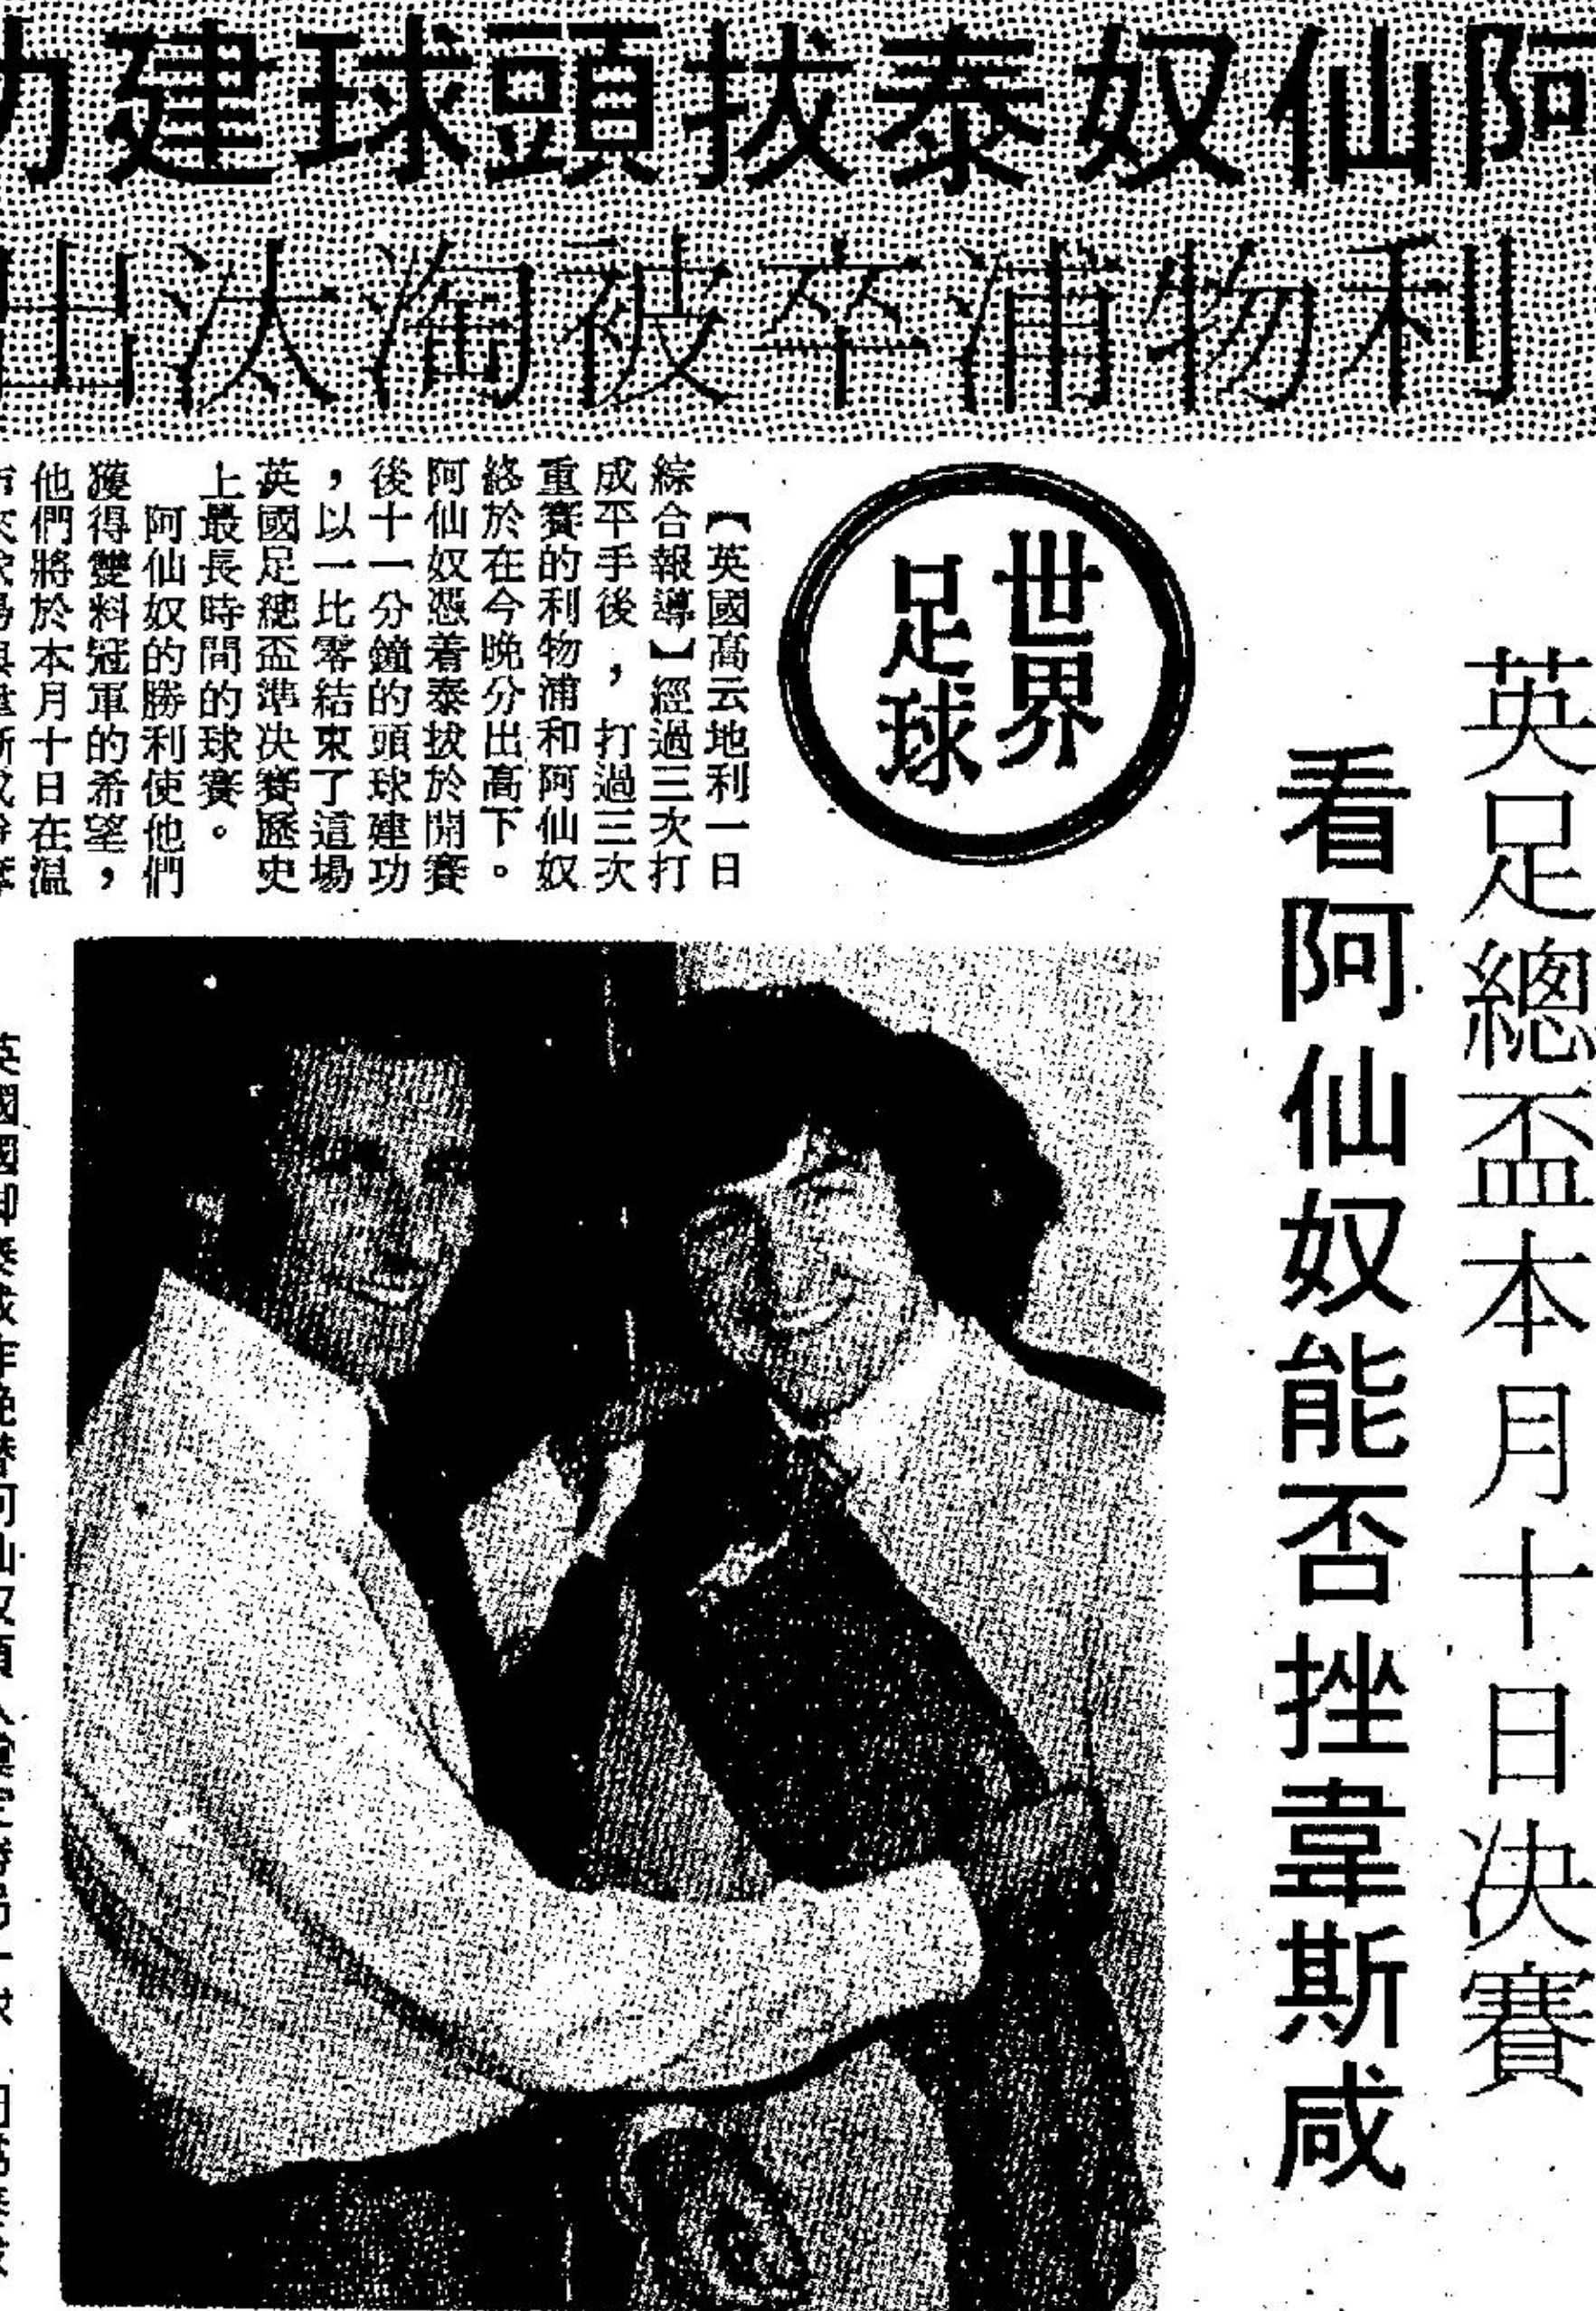 阿仙奴泰拔頭球建功
利物浦卒被淘汰出
英足總盃本月十日决賽
看阿仙奴能否挫韋斯咸
世界
足球
【英國高云地利一日
綜合報導】經過三次打
成平手後，打過三次
重賽的利物浦和阿仙奴
終於在今晚分出高下。
阿仙奴憑着泰拔於開賽
後十一分鐘的頭球建功
，以一比零結束了這場
英國足總盃準决賽歷史
上最長時間的球賽。
阿仙奴的勝利使他們
獲得雙料冠軍的希望，
他們將於本月十日在温